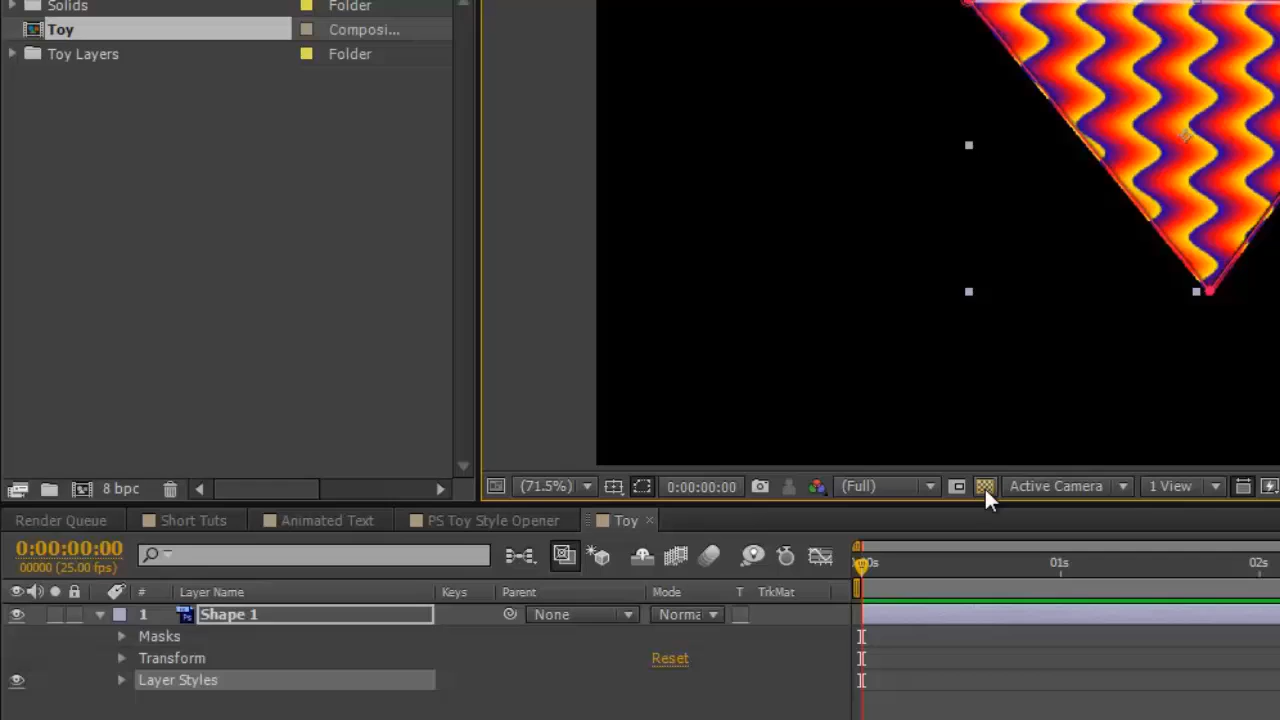 Solids Folder
Toy Composi...
Toy Layers Folder
8 bpc
(71.5%) 0:00:00:00 (Full) Active Camera 1 View
Render Queue Short Tuts Animated Text PS Toy Style Opener Toy ×
0:00:00:00
00000 (25.00 fps)
00s 01s 02s
# Layer Name Keys Parent Mode T TrkMat
1 Shape 1 None Norma
Masks
Transform Reset
Layer Styles